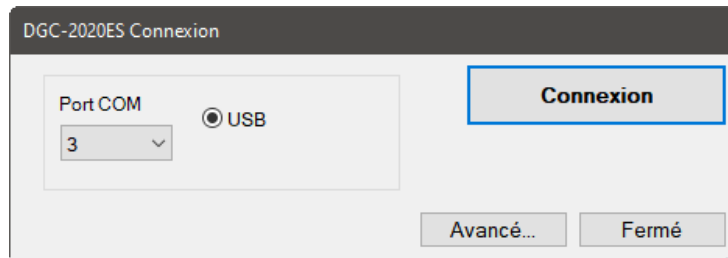 DGC-2020ES Connexion
Port COM
3
USB
Connexion
Avancé...
Fermé